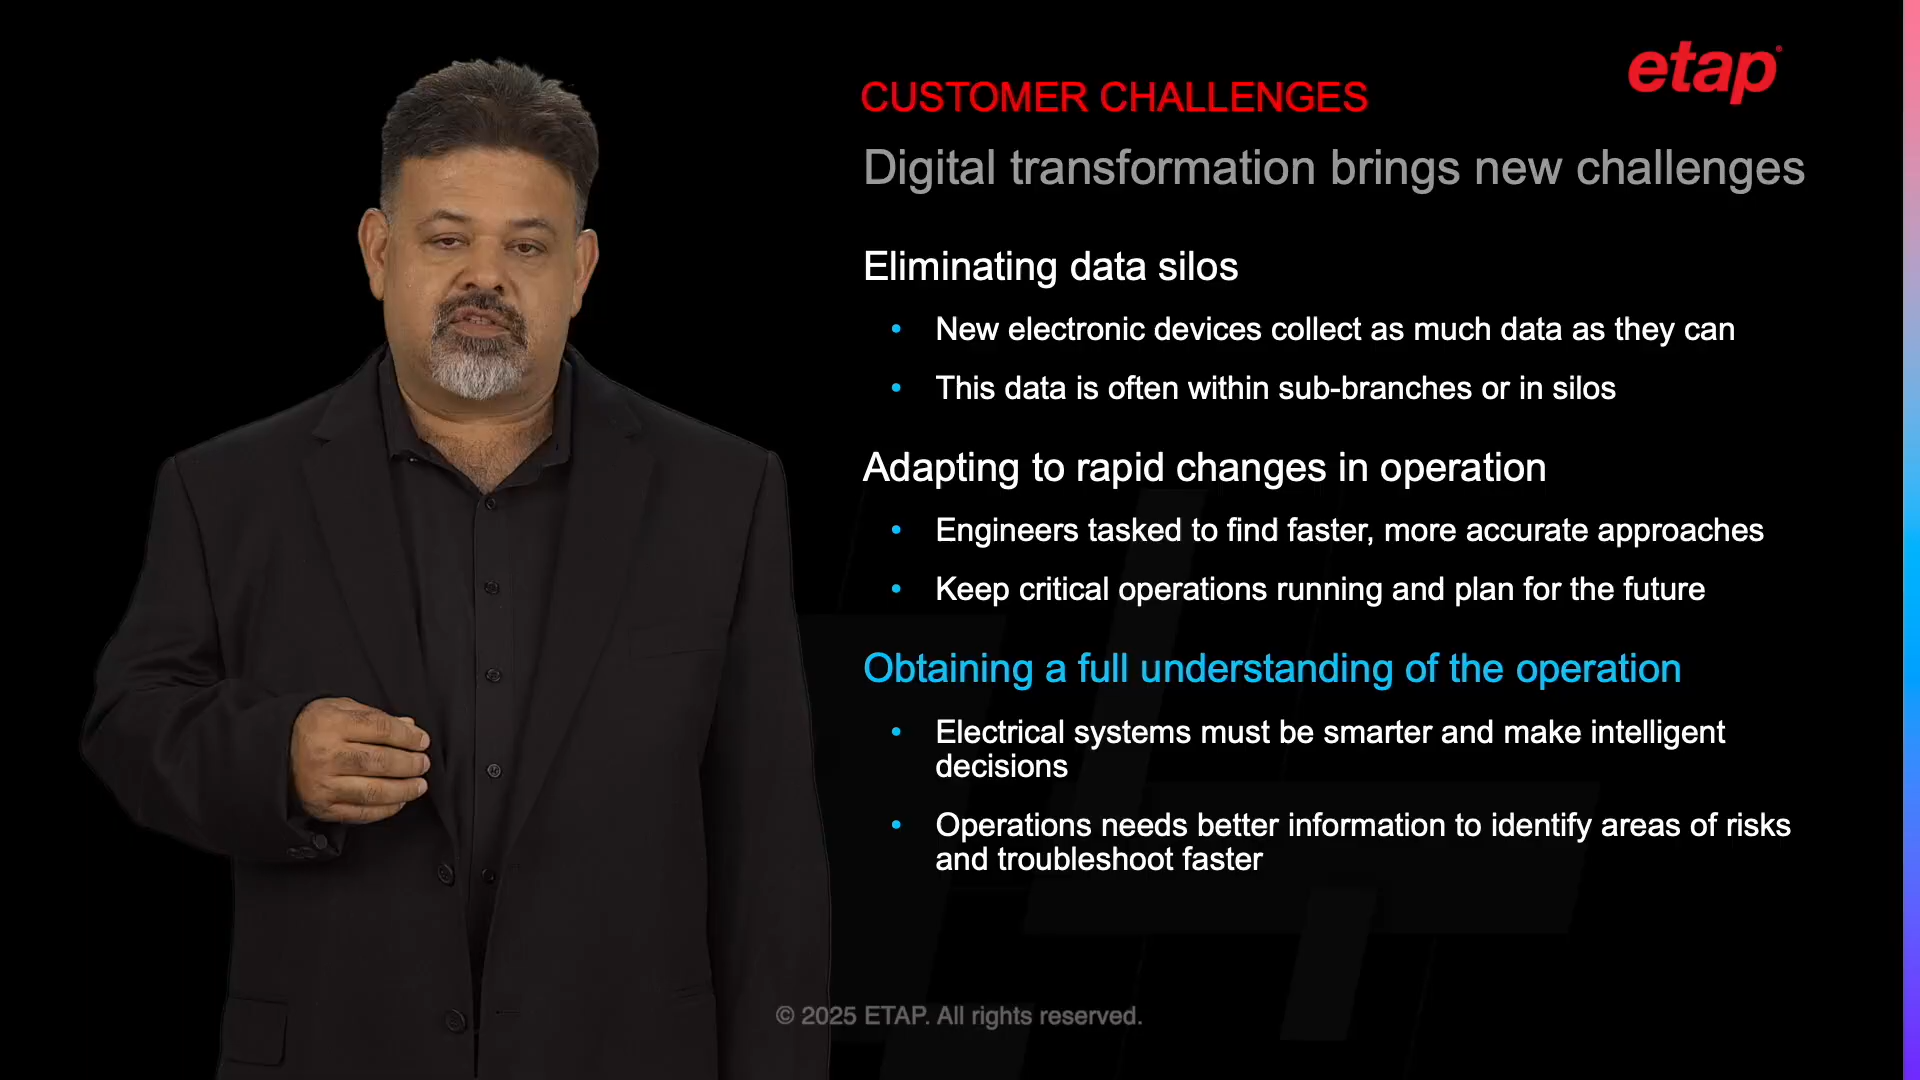 etap
CUSTOMER CHALLENGES
Digital transformation brings new challenges
Eliminating data silos
• New electronic devices collect as much data as they can
• This data is often within sub-branches or in silos
Adapting to rapid changes in operation
• Engineers tasked to find faster, more accurate approaches
• Keep critical operations running and plan for the future
Obtaining a full understanding of the operation
• Electrical systems must be smarter and make intelligent
decisions
• Operations needs better information to identify areas of risks
and troubleshoot faster
© 2025 ETAP. All rights reserved.